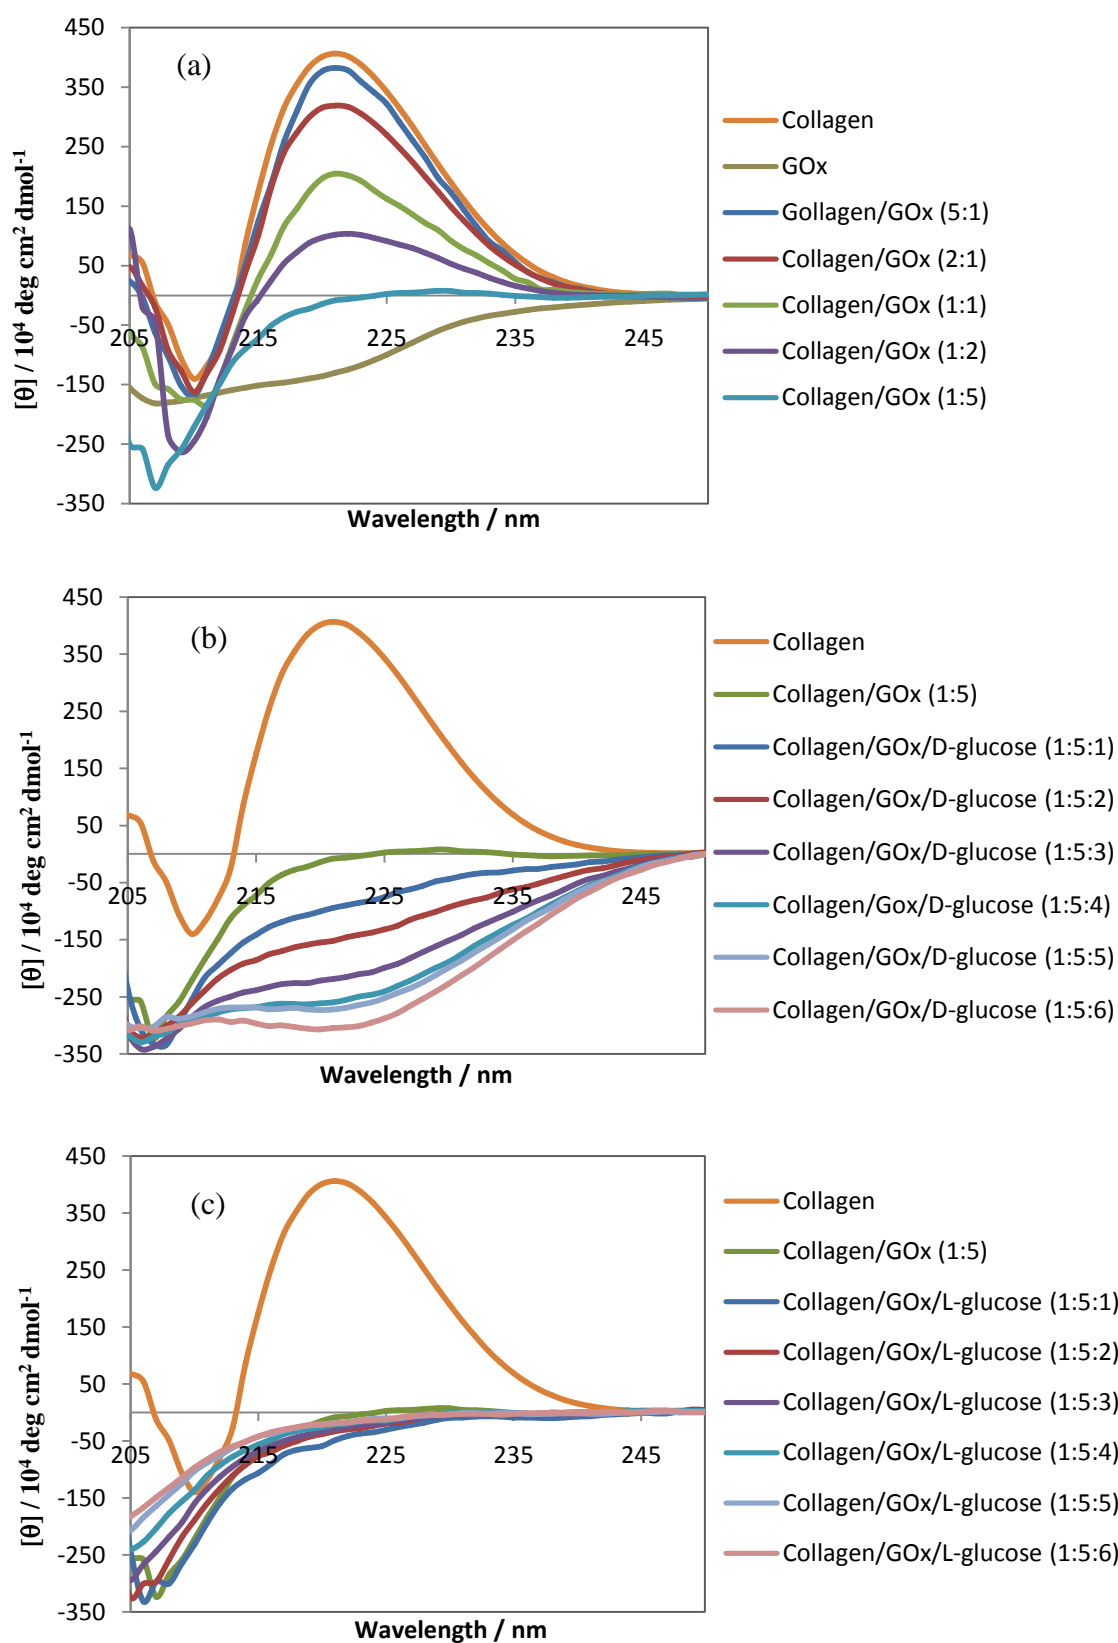 (a)
450
350
250
150
50
-50
-150
-250
-350
205
215
225
235
245
[θ] / 10⁴ deg cm² dmol⁻¹
Wavelength / nm
Collagen
GOx
Gollagen/GOx (5:1)
Collagen/GOx (2:1)
Collagen/GOx (1:1)
Collagen/GOx (1:2)
Collagen/GOx (1:5)
(b)
450
350
250
150
50
-50
-150
-250
-350
205
215
225
235
245
[θ] / 10⁴ deg cm² dmol⁻¹
Wavelength / nm
Collagen
Collagen/GOx (1:5)
Collagen/GOx/D-glucose (1:5:1)
Collagen/GOx/D-glucose (1:5:2)
Collagen/GOx/D-glucose (1:5:3)
Collagen/Gox/D-glucose (1:5:4)
Collagen/GOx/D-glucose (1:5:5)
Collagen/GOx/D-glucose (1:5:6)
(c)
450
350
250
150
50
-50
-150
-250
-350
205
215
225
235
245
[θ] / 10⁴ deg cm² dmol⁻¹
Wavelength / nm
Collagen
Collagen/GOx (1:5)
Collagen/GOx/L-glucose (1:5:1)
Collagen/GOx/L-glucose (1:5:2)
Collagen/GOx/L-glucose (1:5:3)
Collagen/GOx/L-glucose (1:5:4)
Collagen/GOx/L-glucose (1:5:5)
Collagen/GOx/L-glucose (1:5:6)